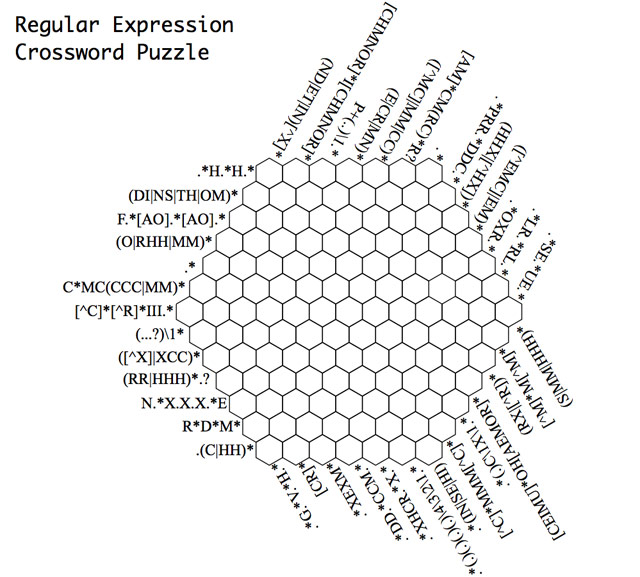 Regular Expression
Crossword Puzzle
(ND|ET|IN)[^X]*
[CHMNOR]*I[CHMNOR]*
P+(..)\1.*
(E|CR|MN)*
([^MC]|MM|CC)*
[AM]*CM(RC)*R?
.*
.*PRR.*DDC.*
(HHX|[^HX])*
([^EMC]|EM)*
.*OXR.*
.*LR.*RL.*
.*SE.*UE.*
.*H.*H.*
(DI|NS|TH|OM)*
F.*[AO].*[AO].*
(O|RHH|MM)*
.*
C*MC(CCC|MM)*
[^C]*[^R]*III.*
(...?)\1*
([^X]|XCC)*
(RR|HHH)*.?
N.*X.X.X.*E
R*D*M*
.(C|HH)*
(S|MM|HHH)*
[^M]*M[^M]*
(RX|[^R])*
[CEIMU]*OH[AEMOR]*
.*(.)C\1X\1.*
[^C]*MMM[^C]*
.*(IN|SE|HI)
.*(.)(.)(.)(.)\4\3\2\1.*
.*XHCR.*X.*
.*DD.*CCM.*
.*XEXM*
[CR]*
.*G.*V.*H.*